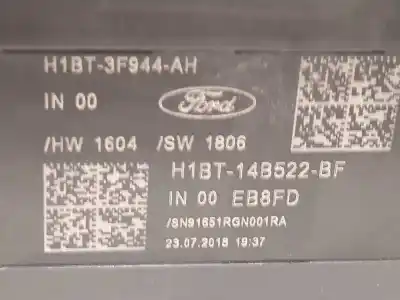 H1BT-3F944-AH
IN 00
Ford
/HW 1604 /SW 1806
H1BT-14B522-BF
IN 00 EB8FD
/SN91651RGN001RA
23.07.2018 19:37